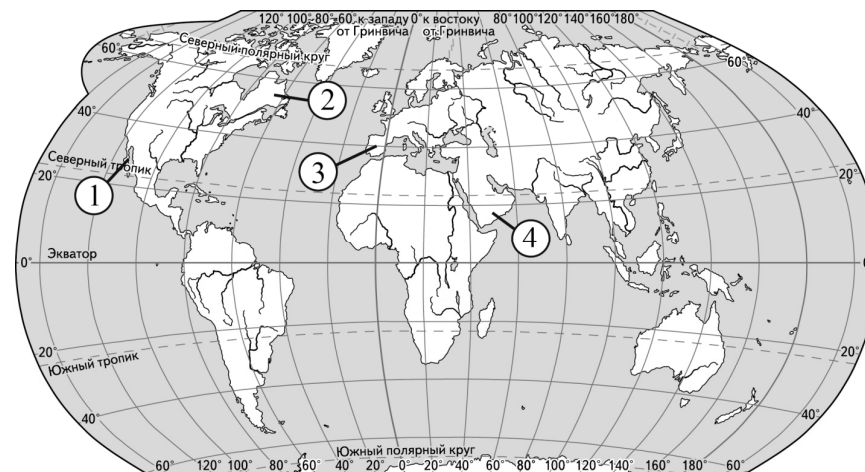 120° 100° 80° 60° к западу 0° к востоку 80° 100° 120° 140° 160° 180°
от Гринвича от Гринвича
60° Северный полярный круг 60°
2
40° 40°
3
Северный тропик
20° 20°
1
4
Экватор
0° 0°
20° 20°
Южный тропик
40° 40°
Южный полярный круг
60° 120° 100° 80° 60° 40° 20° 0° 20° 40° 60° 80° 100° 120° 140° 160° 180° 60°